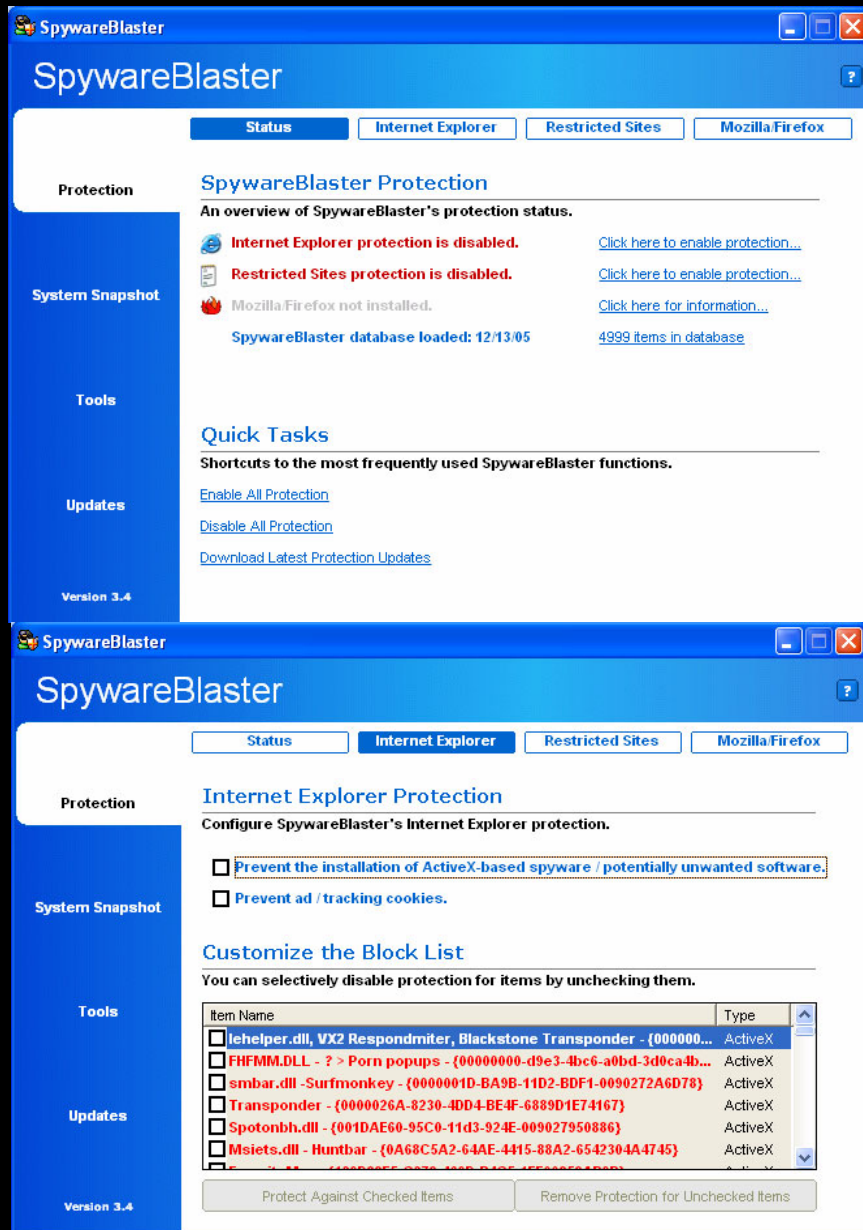 SpywareBlaster
SpywareBlaster
?
Status Internet Explorer Restricted Sites Mozilla/Firefox
Protection
System Snapshot
Tools
Updates
Version 3.4
SpywareBlaster Protection
An overview of SpywareBlaster's protection status.
Internet Explorer protection is disabled. Click here to enable protection...
Restricted Sites protection is disabled. Click here to enable protection...
Mozilla/Firefox not installed. Click here for information...
SpywareBlaster database loaded: 12/13/05 4999 items in database
Quick Tasks
Shortcuts to the most frequently used SpywareBlaster functions.
Enable All Protection
Disable All Protection
Download Latest Protection Updates
SpywareBlaster
SpywareBlaster
?
Status Internet Explorer Restricted Sites Mozilla/Firefox
Protection
System Snapshot
Tools
Updates
Version 3.4
Internet Explorer Protection
Configure SpywareBlaster's Internet Explorer protection.
Prevent the installation of ActiveX-based spyware / potentially unwanted software.
Prevent ad / tracking cookies.
Customize the Block List
You can selectively disable protection for items by unchecking them.
Item Name Type
Iehelper.dll, VX2 Respondmiter, Blackstone Transponder - {000000... ActiveX
FHFMM.DLL - ? > Porn popups - {00000000-d9e3-4bc6-a0bd-3d0ca4b... ActiveX
smbar.dll -Surfmonkey - {0000001D-BA9B-11D2-BDF1-0090272A6D78} ActiveX
Transponder - {0000026A-8230-4DD4-BE4F-6889D1E74167} ActiveX
Spotonbh.dll - {001DAE60-95C0-11d3-924E-009027950886} ActiveX
Msiets.dll - Huntbar - {0A68C5A2-64AE-4415-88A2-6542304A4745} ActiveX
Protect Against Checked Items Remove Protection for Unchecked Items